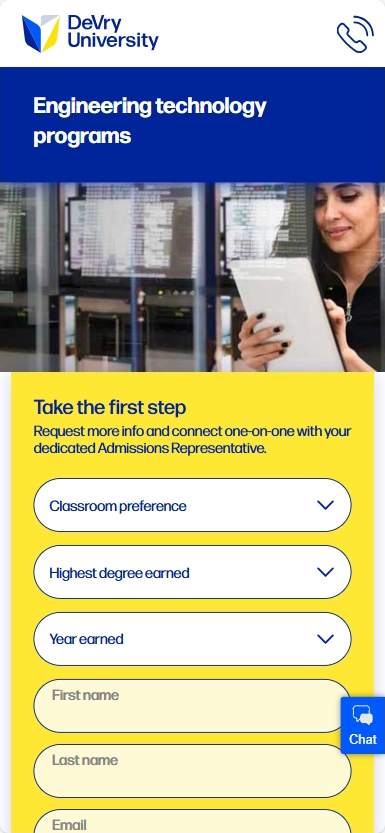 DeVry
University
Engineering technology
programs
Take the first step
Request more info and connect one-on-one with your
dedicated Admissions Representative.
Classroom preference
Highest degree earned
Year earned
First name
Chat
Last name
Email